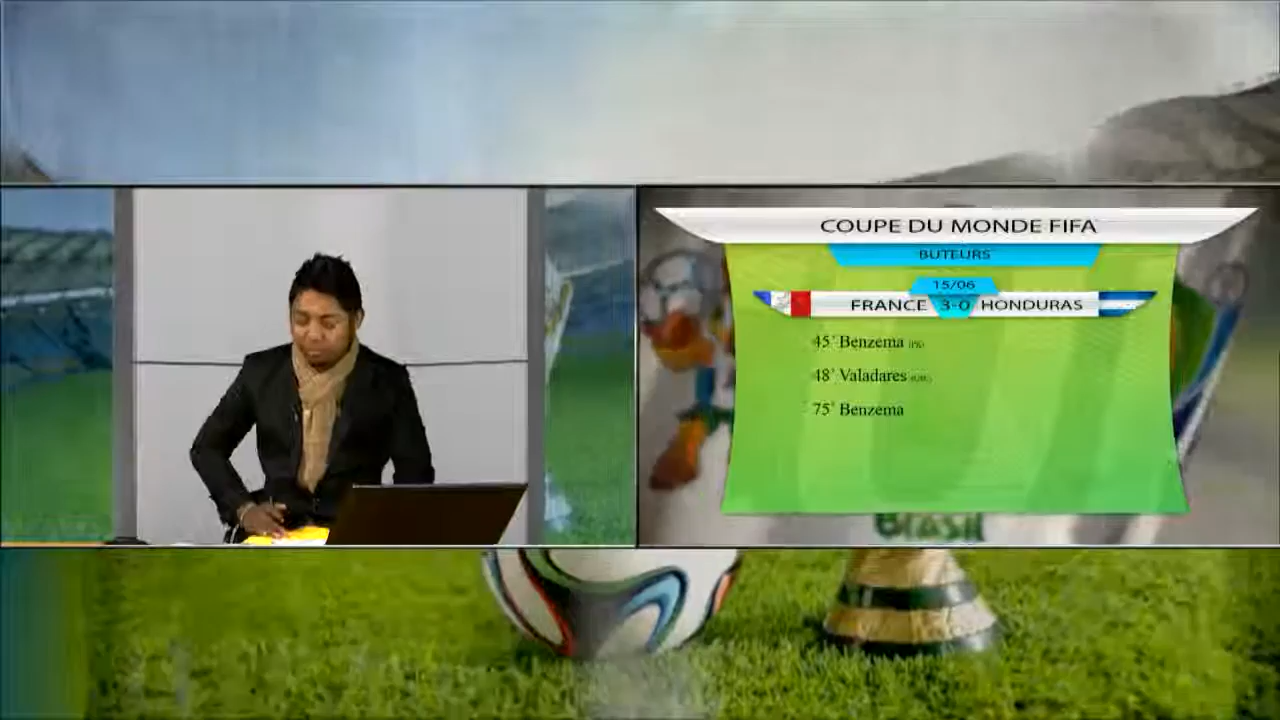 COUPE DU MONDE FIFA
BUTEURS
15/06
FRANCE 3-0 HONDURAS
45' Benzema
48' Valadares
75' Benzema
Brasil